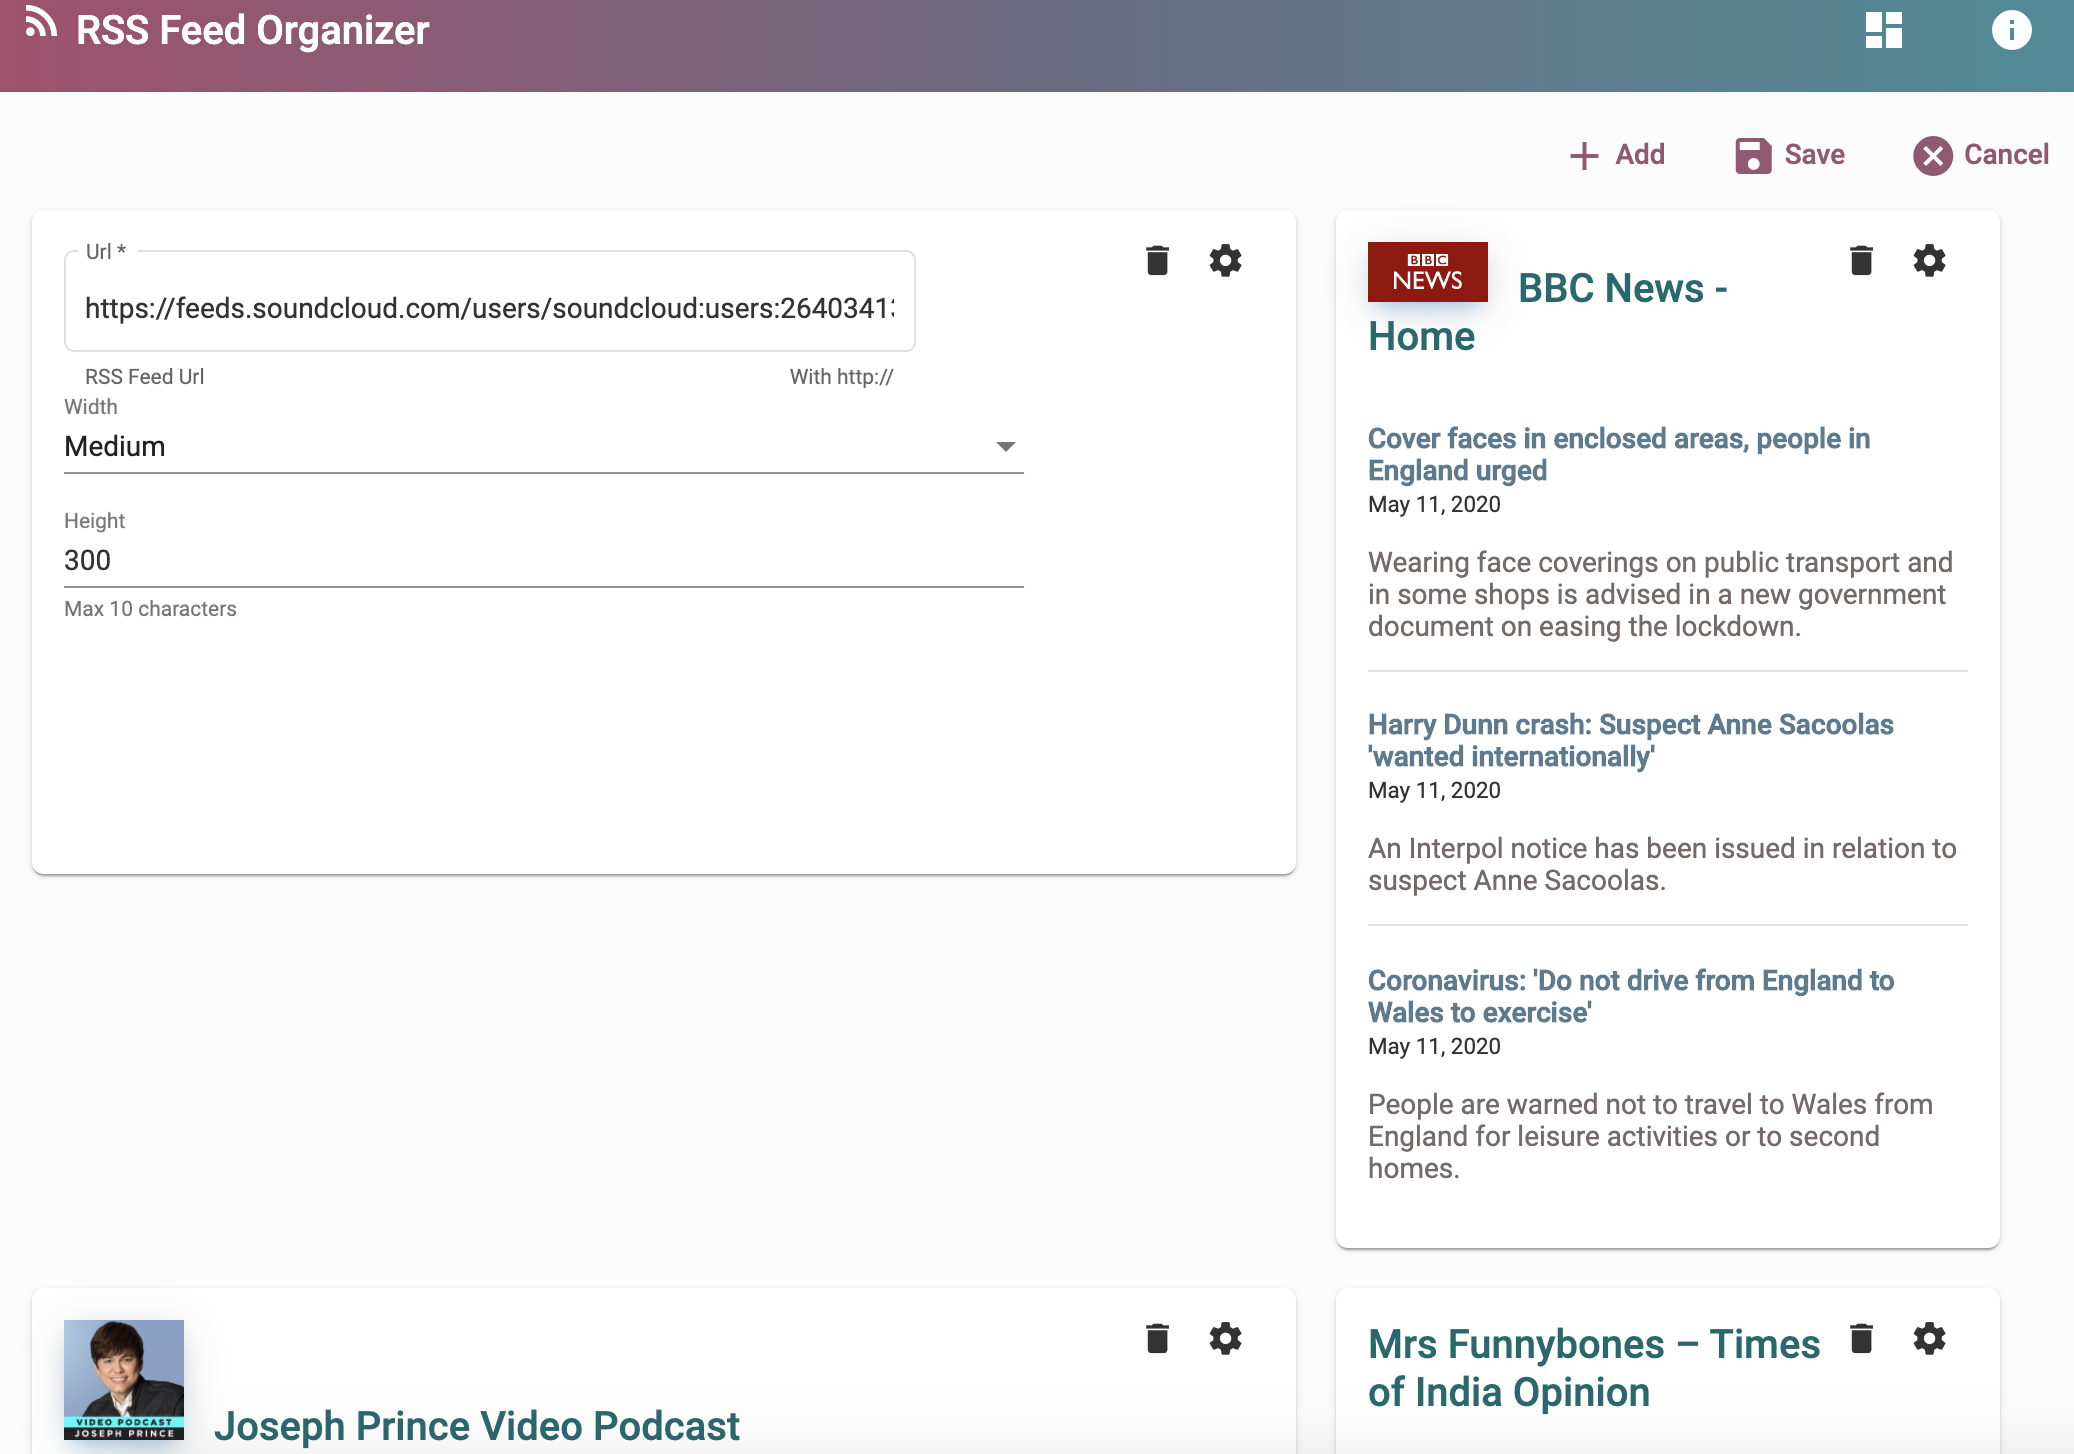 RSS Feed Organizer
Add
Save
Cancel
Url *
https://feeds.soundcloud.com/users/soundcloud:users:26403413
RSS Feed Url
With http://
Width
Medium
Height
300
Max 10 characters
BBC
NEWS
BBC News -
Home
Cover faces in enclosed areas, people in
England urged
May 11, 2020
Wearing face coverings on public transport and
in some shops is advised in a new government
document on easing the lockdown.
Harry Dunn crash: Suspect Anne Sacoolas
'wanted internationally'
May 11, 2020
An Interpol notice has been issued in relation to
suspect Anne Sacoolas.
Coronavirus: 'Do not drive from England to
Wales to exercise'
May 11, 2020
People are warned not to travel to Wales from
England for leisure activities or to second
homes.
VIDEO PODCAST
JOSEPH PRINCE
Joseph Prince Video Podcast
Mrs Funnybones – Times
of India Opinion